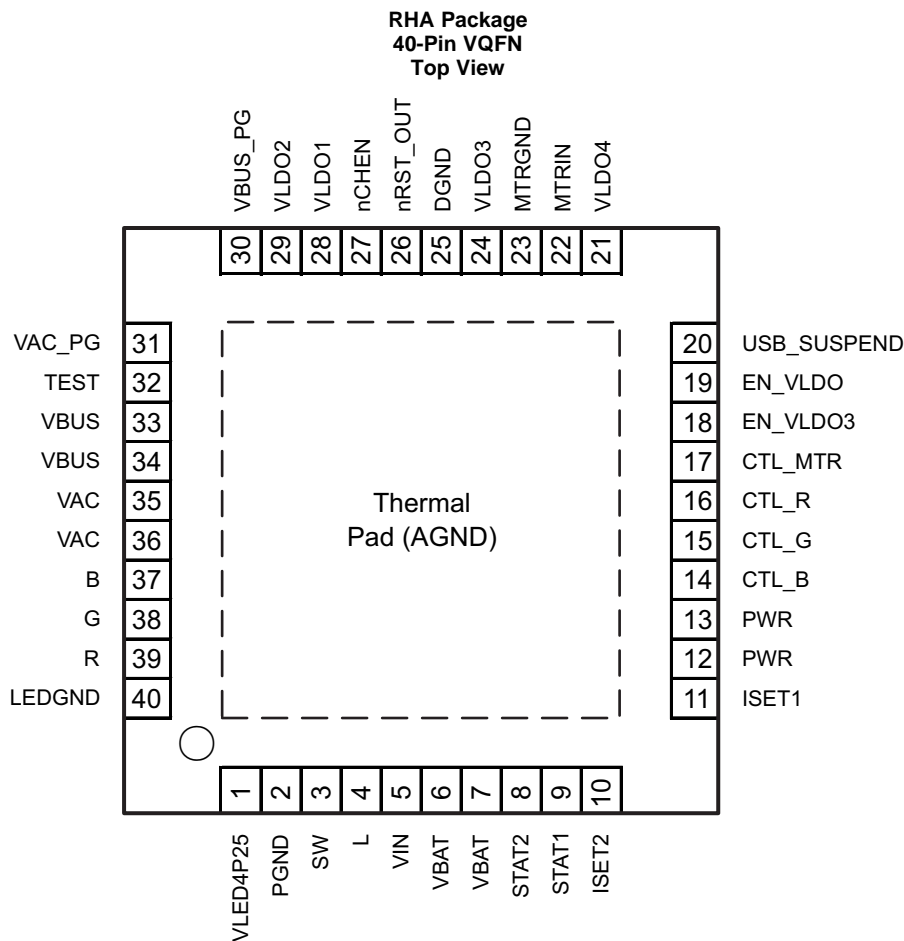 RHA Package
40-Pin VQFN
Top View
VBUS_PG
VLDO2
VLDO1
nCHEN
nRST_OUT
DGND
VLDO3
MTRGND
MTRIN
VLDO4
30
29
28
27
26
25
24
23
22
21
VAC_PG 31
TEST 32
VBUS 33
VBUS 34
VAC 35
VAC 36
B 37
G 38
R 39
LEDGND 40
Thermal
Pad (AGND)
20 USB_SUSPEND
19 EN_VLDO
18 EN_VLDO3
17 CTL_MTR
16 CTL_R
15 CTL_G
14 CTL_B
13 PWR
12 PWR
11 ISET1
1
2
3
4
5
6
7
8
9
10
VLED4P25
PGND
SW
L
VIN
VBAT
VBAT
STAT2
STAT1
ISET2